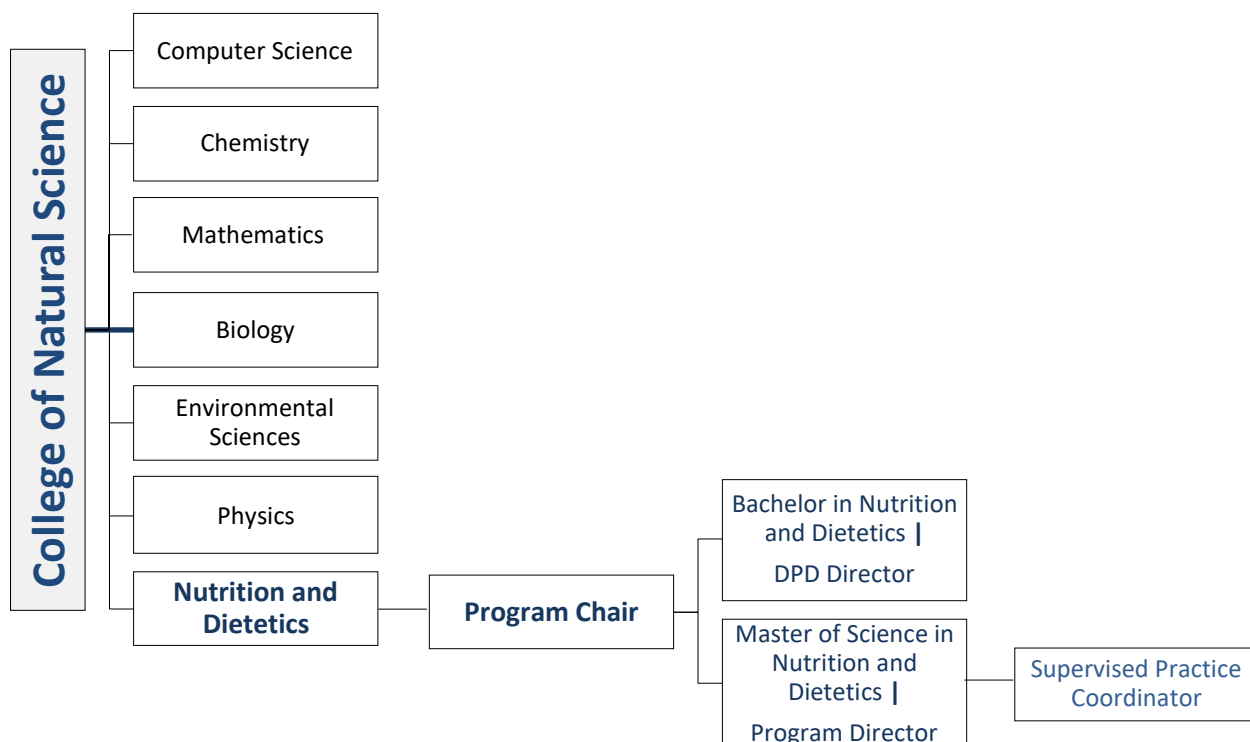 College of Natural Science
Computer Science
Chemistry
Mathematics
Biology
Environmental
Sciences
Physics
Nutrition and
Dietetics
Program Chair
Bachelor in Nutrition
and Dietetics |
DPD Director
Master of Science in
Nutrition and
Dietetics |
Program Director
Supervised Practice
Coordinator